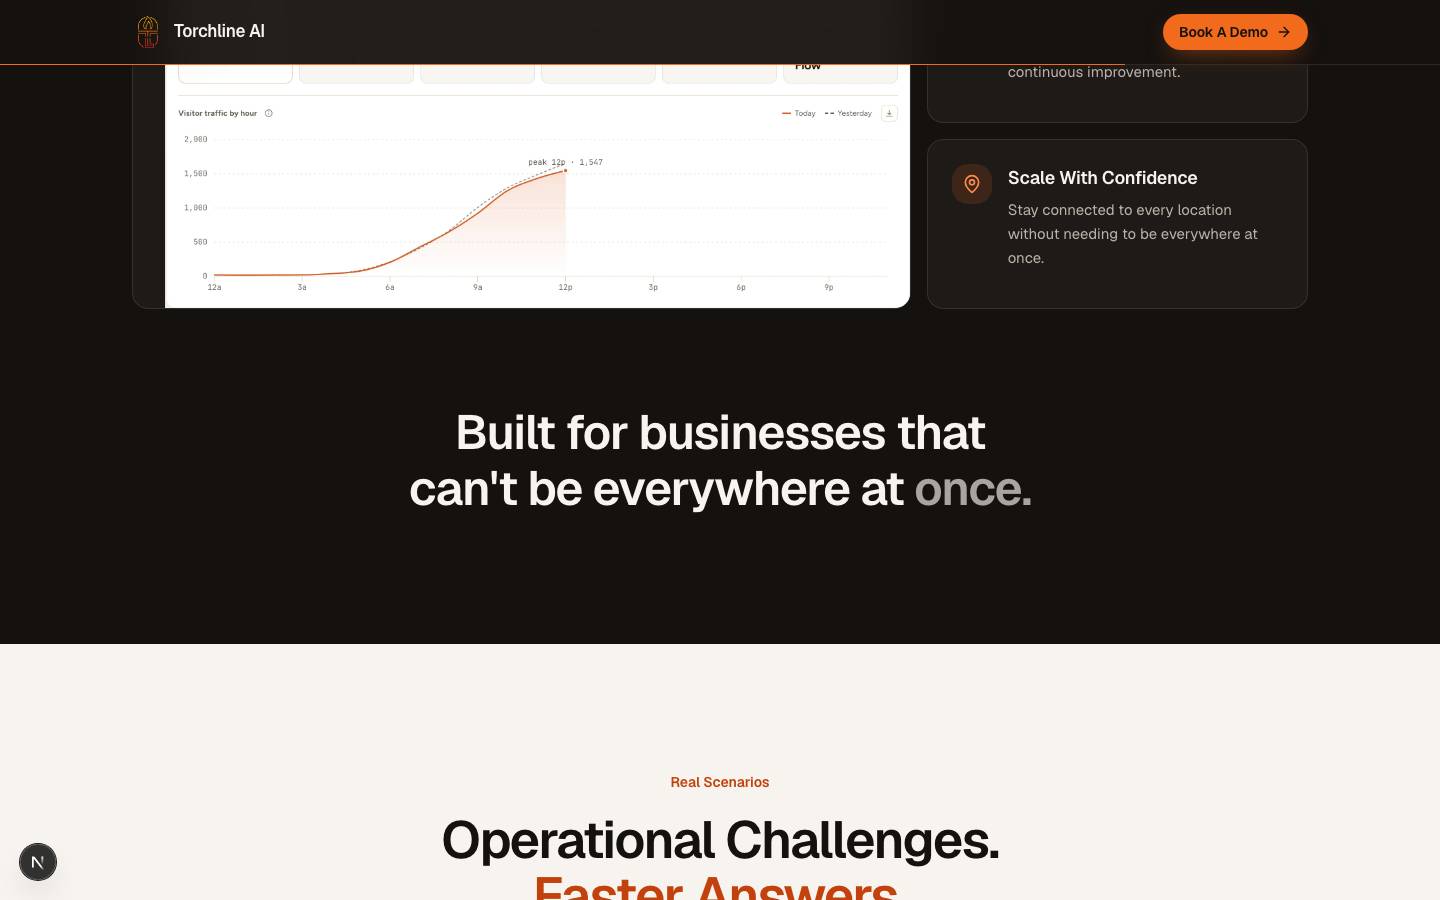 Torchline AI
Book A Demo
Flow
continuous improvement.
Visitor traffic by hour
Today
Yesterday
2,000
1,500
1,000
500
0
peak 12p · 1,547
12a
3a
6a
9a
12p
3p
6p
9p
Scale With Confidence
Stay connected to every location
without needing to be everywhere at
once.
Built for businesses that
can't be everywhere at once.
Real Scenarios
Operational Challenges.
Faster Answers.
N